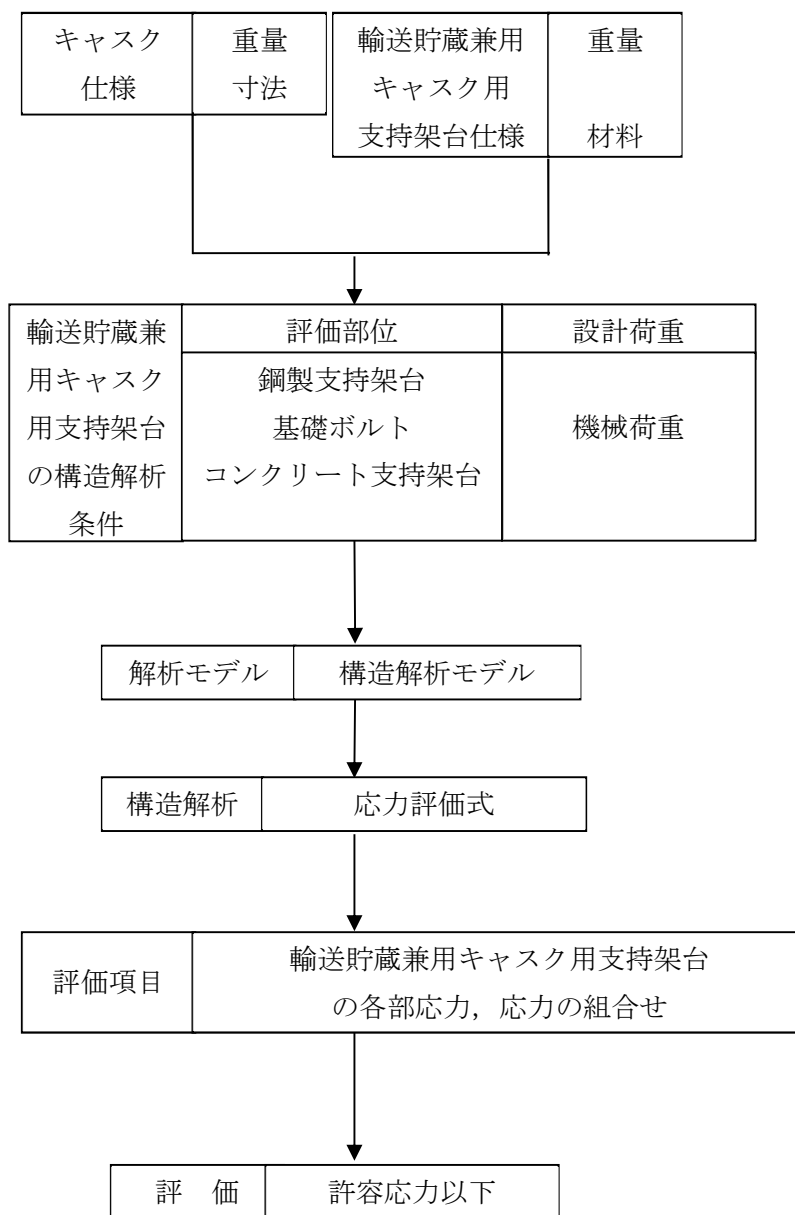 キャスク
仕様
重量
寸法
輸送貯蔵兼用
キャスク用
支持架台仕様
重量
材料
輸送貯蔵兼
用キャスク
用支持架台
の構造解析
条件
評価部位
鋼製支持架台
基礎ボルト
コンクリート支持架台
設計荷重
機械荷重
解析モデル
構造解析モデル
構造解析
応力評価式
評価項目
輸送貯蔵兼用キャスク用支持架台
の各部応力，応力の組合せ
評　価
許容応力以下